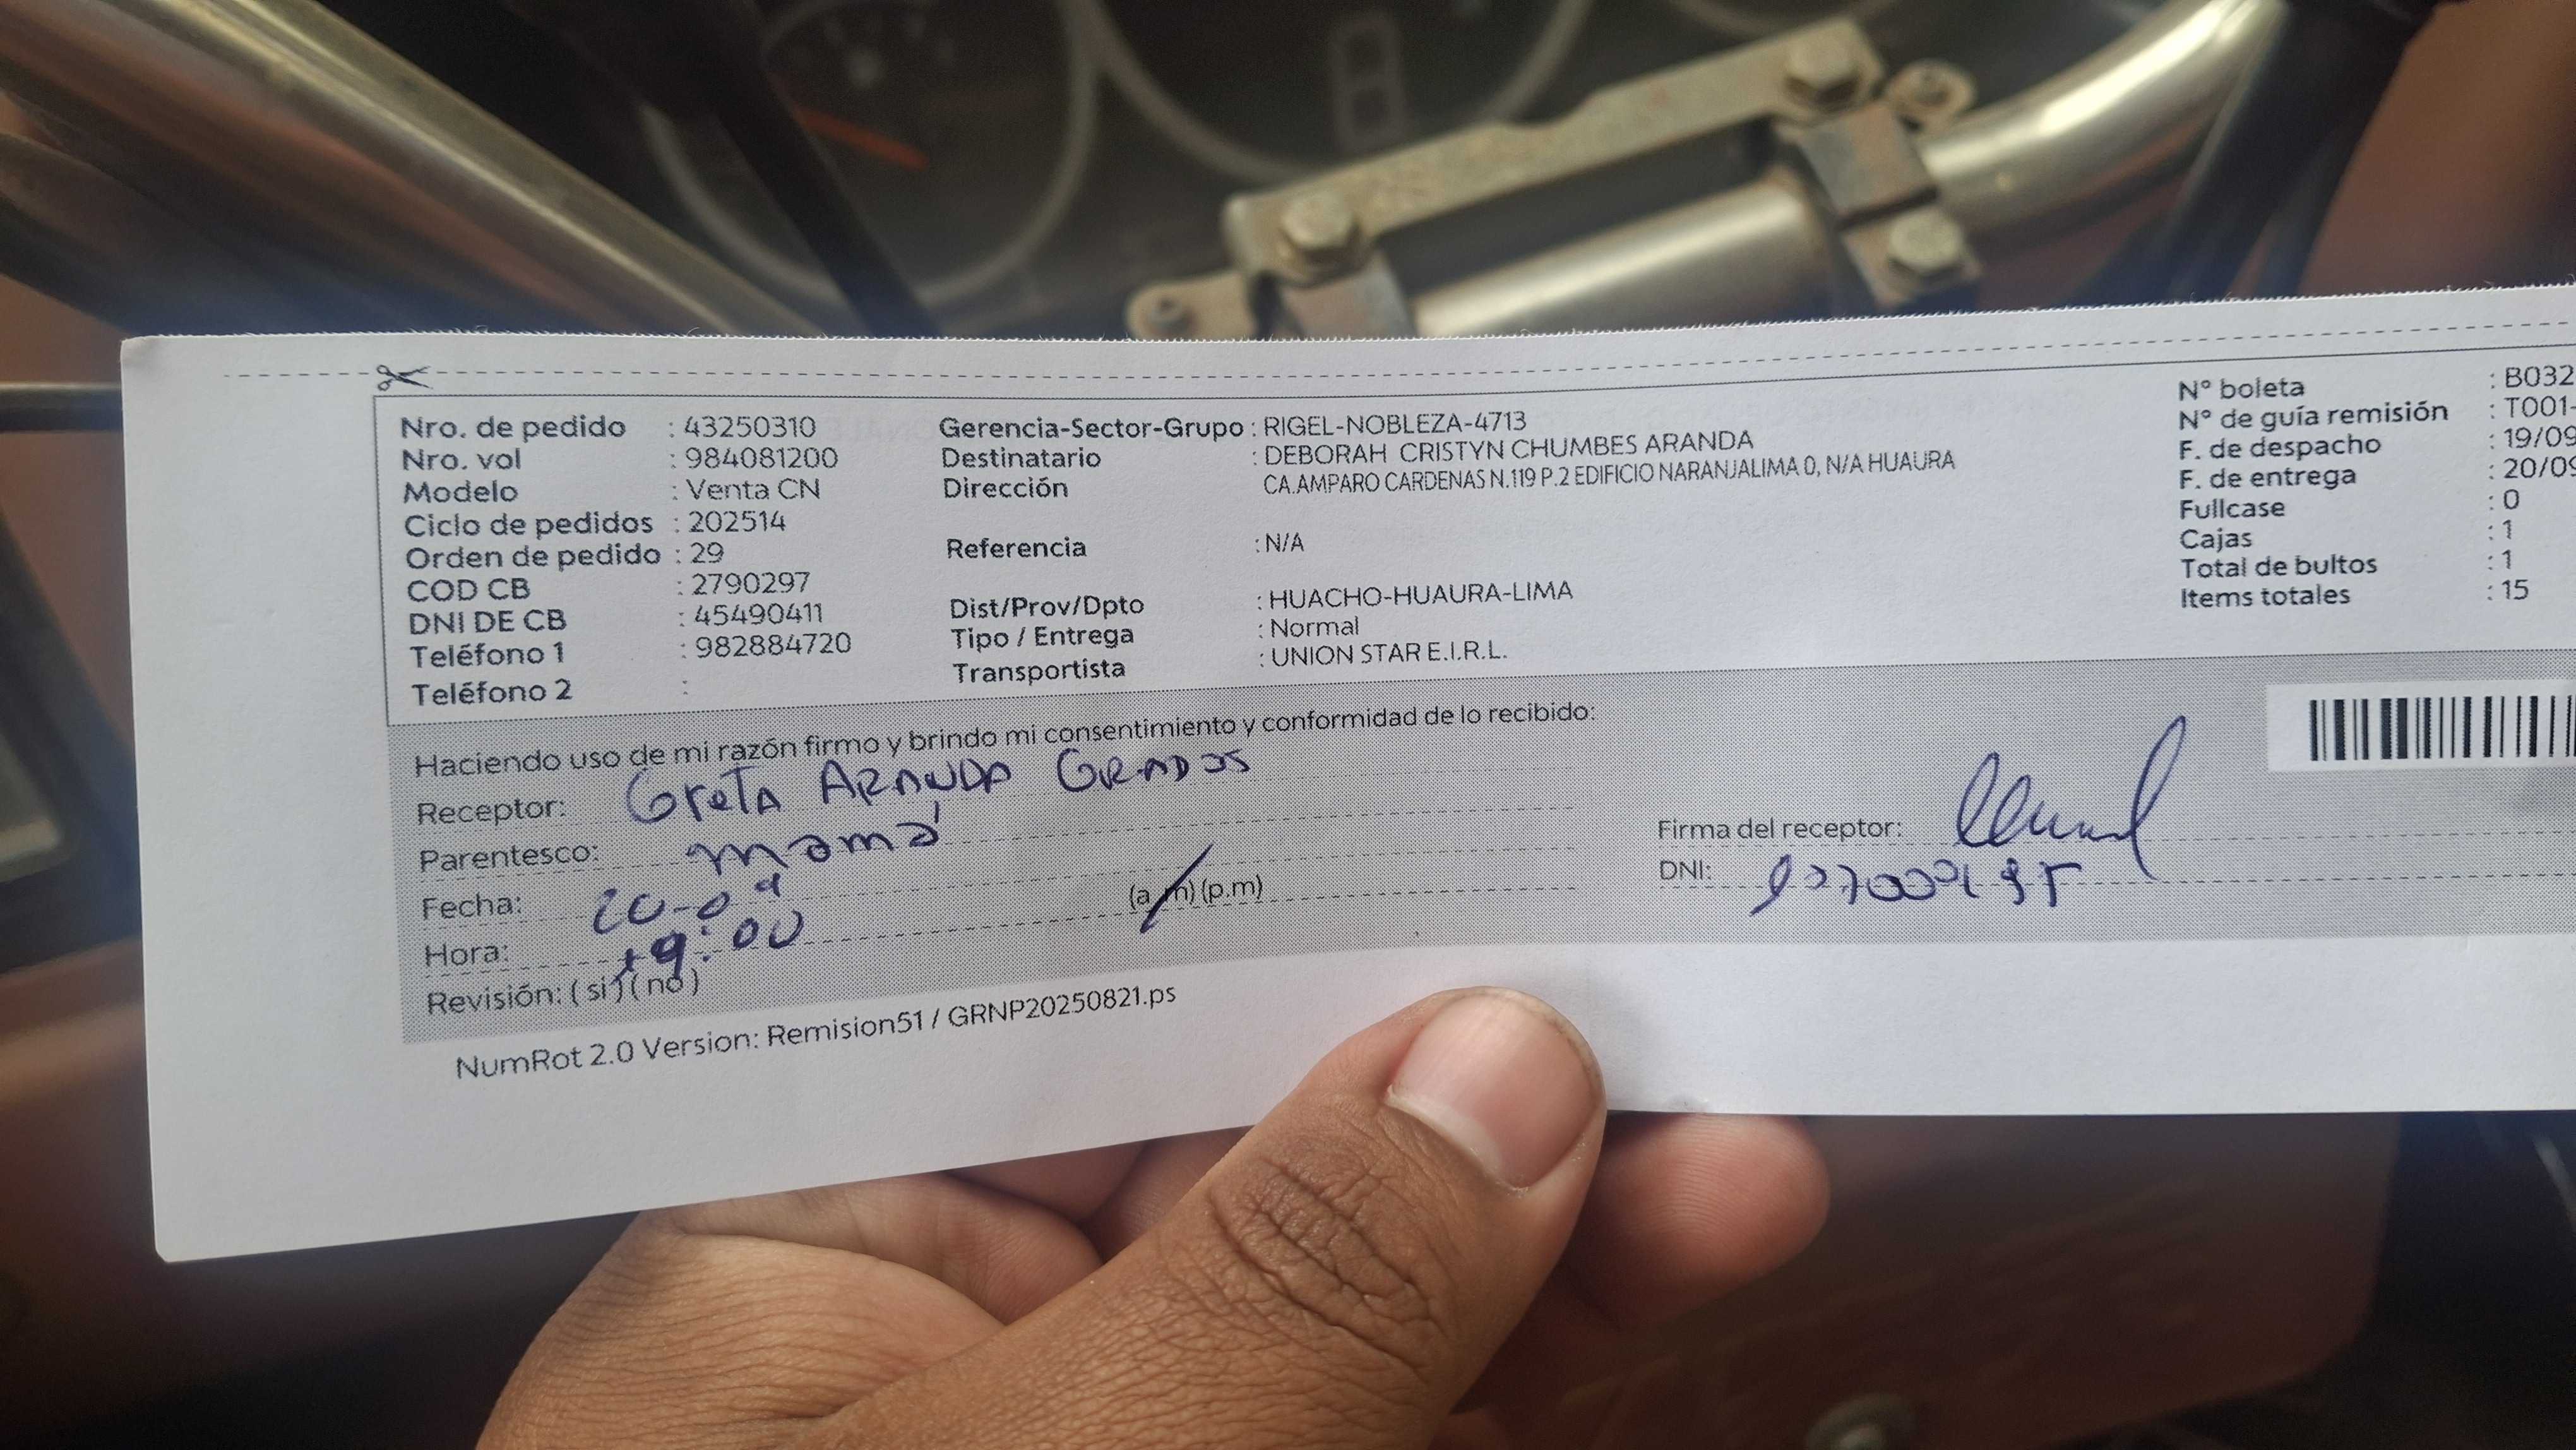 Nro. de pedido : 43250310
Nro. vol : 984081200
Modelo : Venta CN
Ciclo de pedidos : 202514
Orden de pedido : 29
COD CB : 2790297
DNI DE CB : 45490411
Teléfono 1 : 982884720
Teléfono 2 :
Gerencia-Sector-Grupo : RIGEL-NOBLEZA-4713
Destinatario : DEBORAH CRISTYN CHUMBES ARANDA
Dirección CA.AMPARO CARDENAS N.119 P.2 EDIFICIO NARANJALIMA 0, N/A HUAURA
Referencia : N/A
Dist/Prov/Dpto : HUACHO-HUAURA-LIMA
Tipo / Entrega : Normal
Transportista : UNION STAR E.I.R.L.
N° boleta : B032
N° de guía remisión : T001-
F. de despacho : 19/09
F. de entrega : 20/09
Fullcase : 0
Cajas : 1
Total de bultos : 1
Items totales : 15
Haciendo uso de mi razón firmo y brindo mi consentimiento y conformidad de lo recibido:
Receptor: Greta Aranda Grados
Parentesco: mamá
Fecha: 20-09
Hora: 19:00 (a.m) (p.m)
Revisión: ( si ) ( no )
Firma del receptor:
DNI:
NumRot 2.0 Version: Remision51 / GRNP20250821.ps